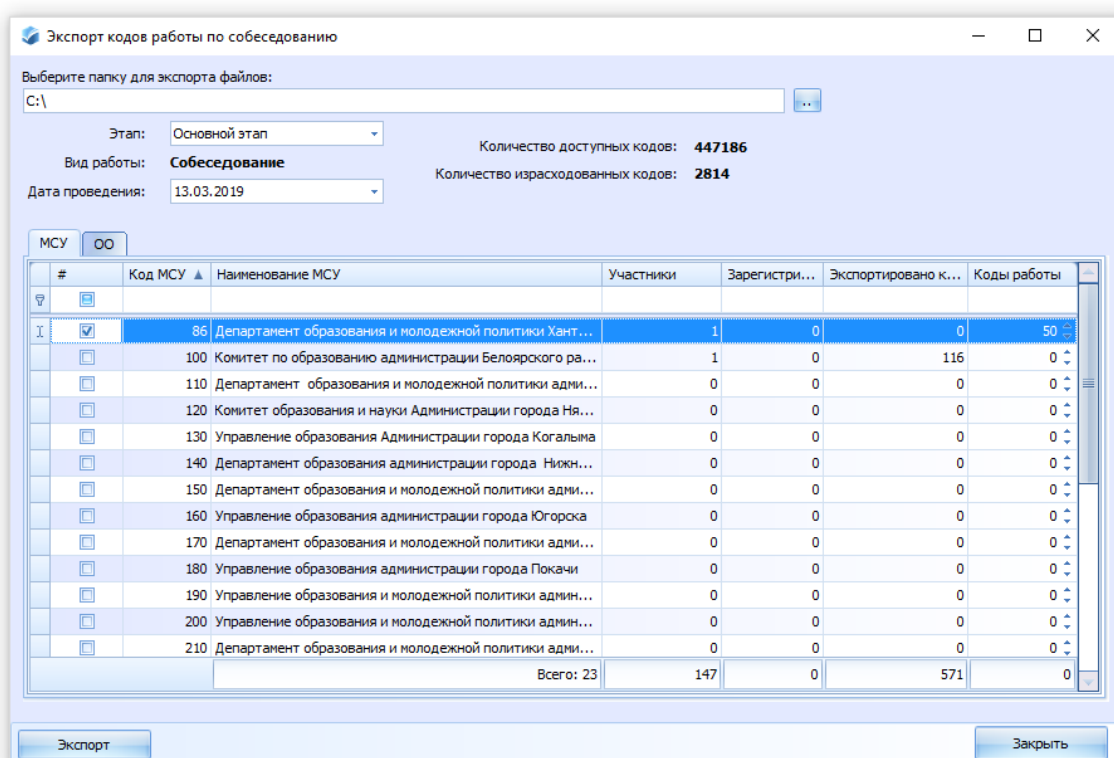 Экспорт кодов работы по собеседованию
Выберите папку для экспорта файлов:
C:\
..
Этап: Основной этап
Количество доступных кодов: 447186
Вид работы: Собеседование
Количество израсходованных кодов: 2814
Дата проведения: 13.03.2019
МСУ ОО
# Код МСУ Наименование МСУ Участники Зарегистри... Экспортировано к... Коды работы
86 Департамент образования и молодежной политики Хант... 1 0 0 50
100 Комитет по образованию администрации Белоярского ра... 1 0 116 0
110 Департамент образования и молодежной политики адми... 0 0 0 0
120 Комитет образования и науки Администрации города Ня... 0 0 0 0
130 Управление образования Администрации города Когалыма 0 0 0 0
140 Департамент образования администрации города Нижн... 0 0 0 0
150 Департамент образования и молодежной политики адми... 0 0 0 0
160 Управление образования администрации города Югорска 0 0 0 0
170 Департамент образования и молодежной политики адми... 0 0 0 0
180 Управление образования администрации города Покачи 0 0 0 0
190 Управление образования и молодежной политики админ... 0 0 0 0
200 Управление образования и молодежной политики админ... 0 0 0 0
210 Департамент образования и молодежной политики адми... 0 0 0 0
Всего: 23 147 0 571 0
Экспорт Закрыть